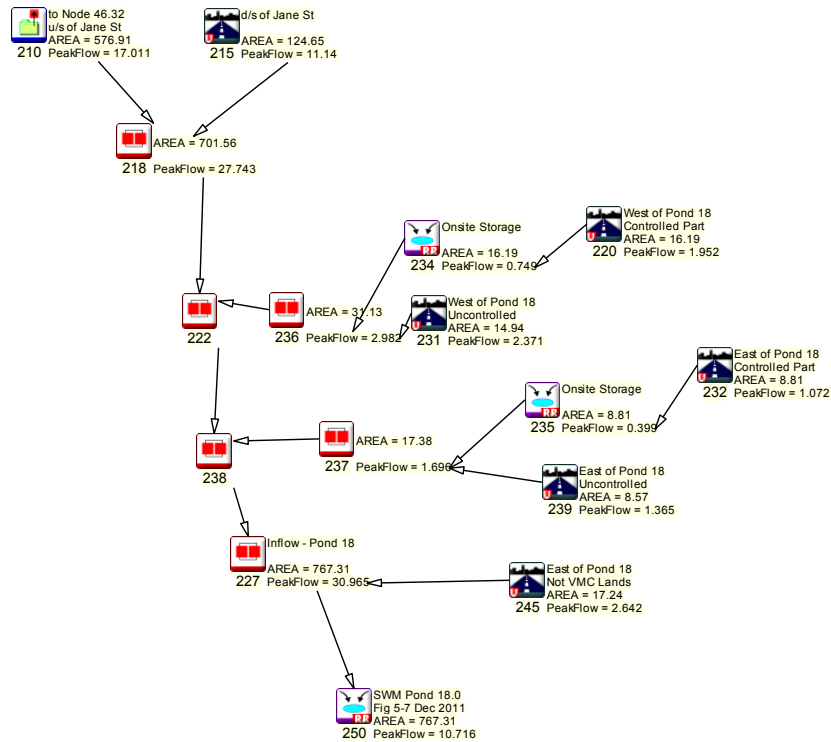 to Node 46.32
u/s of Jane St
AREA = 576.91
210 PeakFlow = 17.011
d/s of Jane St
U
AREA = 124.65
215 PeakFlow = 11.14
AREA = 701.56
218 PeakFlow = 27.743
West of Pond 18
Controlled Part
U
AREA = 16.19
220 PeakFlow = 1.952
Onsite Storage
RR
AREA = 16.19
234 PeakFlow = 0.749
222
AREA = 31.13
236 PeakFlow = 2.982
West of Pond 18
Uncontrolled
U
AREA = 14.94
231 PeakFlow = 2.371
East of Pond 18
Controlled Part
U
AREA = 8.81
232 PeakFlow = 1.072
Onsite Storage
RR
AREA = 8.81
235 PeakFlow = 0.399
238
AREA = 17.38
237 PeakFlow = 1.696
East of Pond 18
Uncontrolled
U
AREA = 8.57
239 PeakFlow = 1.365
Inflow - Pond 18
AREA = 767.31
227 PeakFlow = 30.965
East of Pond 18
Not VMC Lands
U
AREA = 17.24
245 PeakFlow = 2.642
SWM Pond 18.0
Fig 5-7 Dec 2011
RR
AREA = 767.31
250 PeakFlow = 10.716